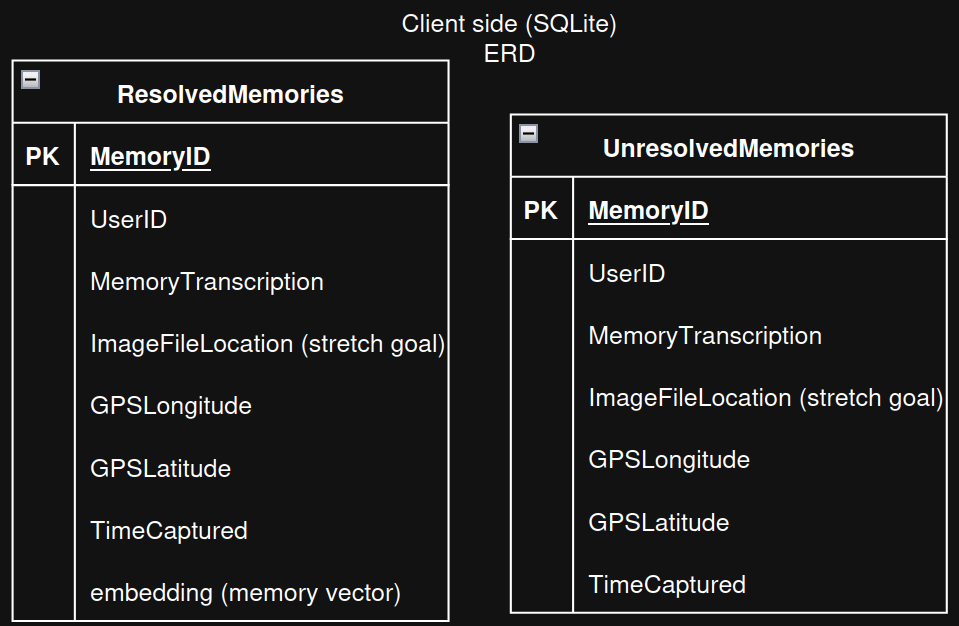 Client side (SQLite)
ERD
ResolvedMemories
PK MemoryID
UserID
MemoryTranscription
ImageFileLocation (stretch goal)
GPSLongitude
GPSLatitude
TimeCaptured
embedding (memory vector)
UnresolvedMemories
PK MemoryID
UserID
MemoryTranscription
ImageFileLocation (stretch goal)
GPSLongitude
GPSLatitude
TimeCaptured